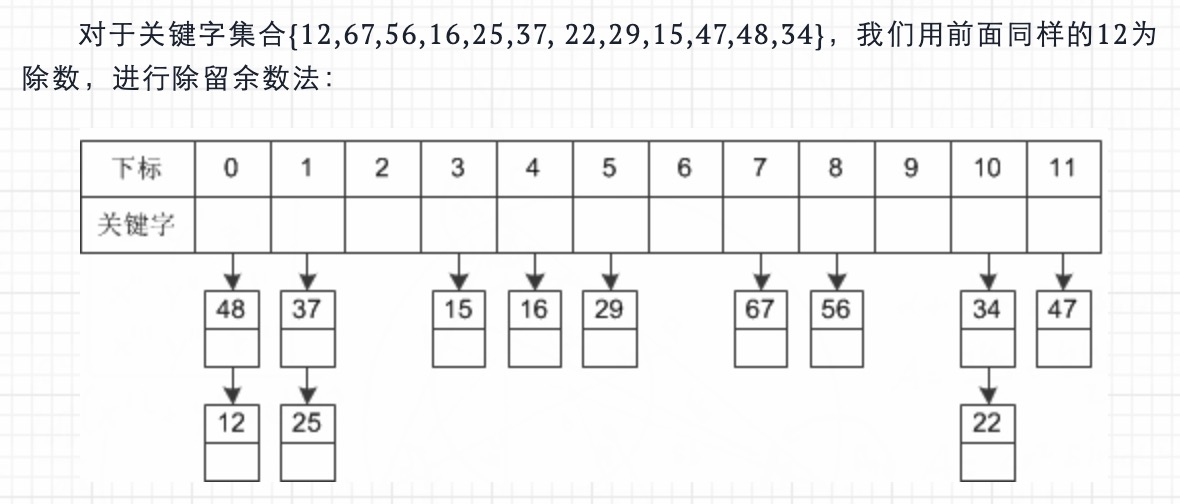 对于关键字集合{12,67,56,16,25,37, 22,29,15,47,48,34}，我们用前面同样的12为
除数，进行除留余数法：
下标 0 1 2 3 4 5 6 7 8 9 10 11
关键字
48 37 15 16 29 67 56 34 47
12 25 22